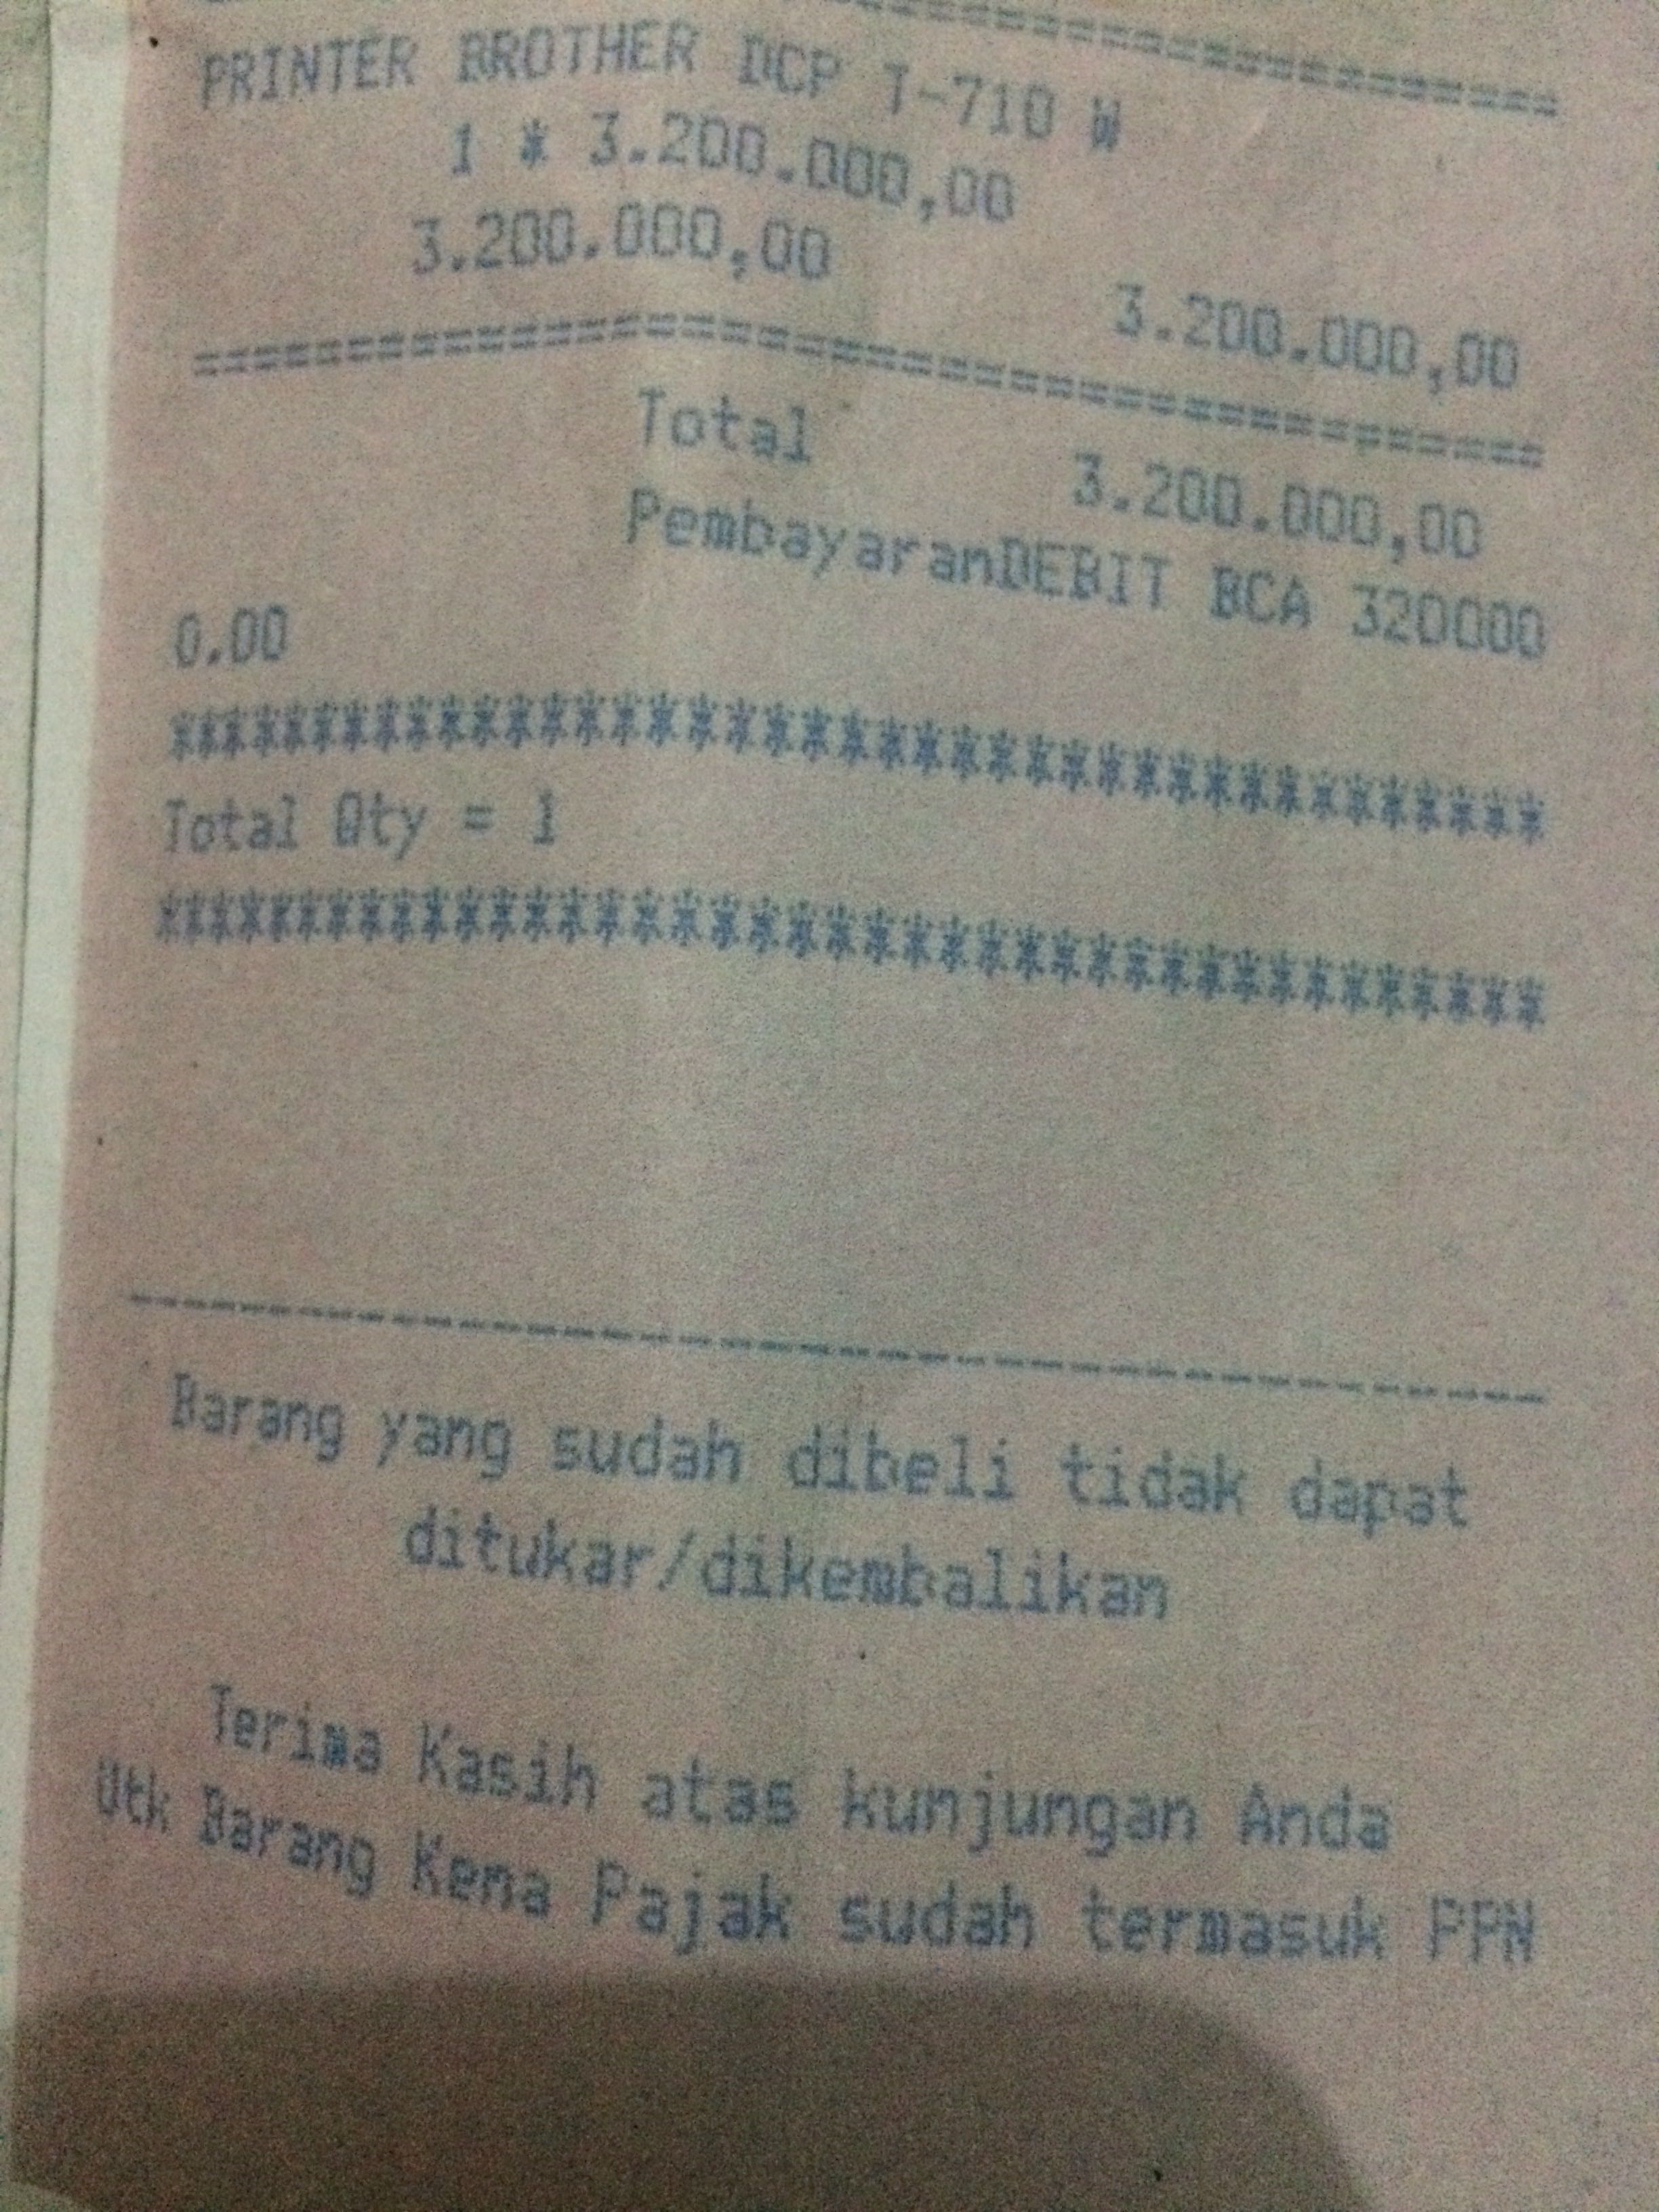 ================================
PRINTER BROTHER DCP T-710 W
1 * 3.200.000,00
3.200.000,00 3.200.000,00
========================================
Total 3.200.000,00
PembayaranDEBIT BCA 320000
0.00
****************************************
Total Qty = 1
****************************************
----------------------------------------
Barang yang sudah dibeli tidak dapat
ditukar/dikembalikan
Terima Kasih atas kunjungan Anda
Utk Barang Kena Pajak sudah termasuk PPN